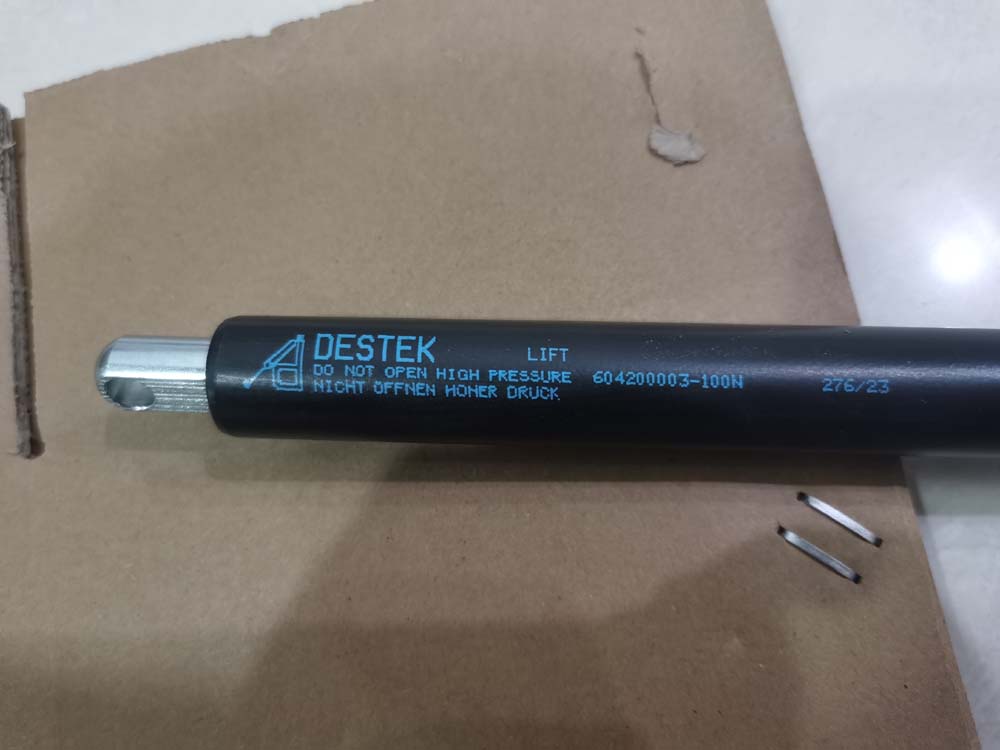 DESTEK
LIFT
DO NOT OPEN HIGH PRESSURE 604200003-100N 276/23
NICHT ÖFFNEN HOHER DRUCK